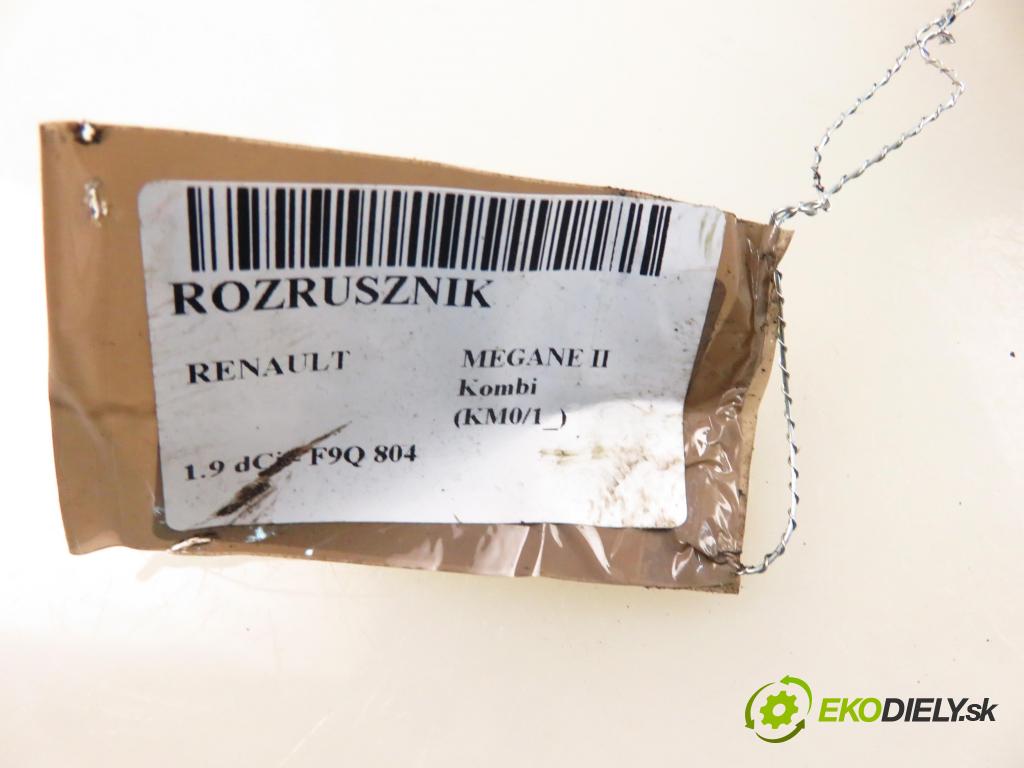 ROZRUSZNIK
RENAULT
MEGANE II
Kombi
(KM0/1_)
1.9 dCi - F9Q 804
EKODIELY.sk